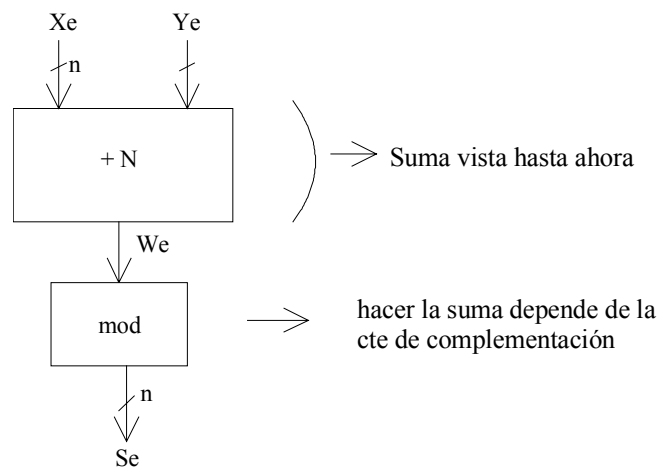 Xe Ye
n
+ N
Suma vista hasta ahora
We
mod
hacer la suma depende de la
cte de complementación
n
Se